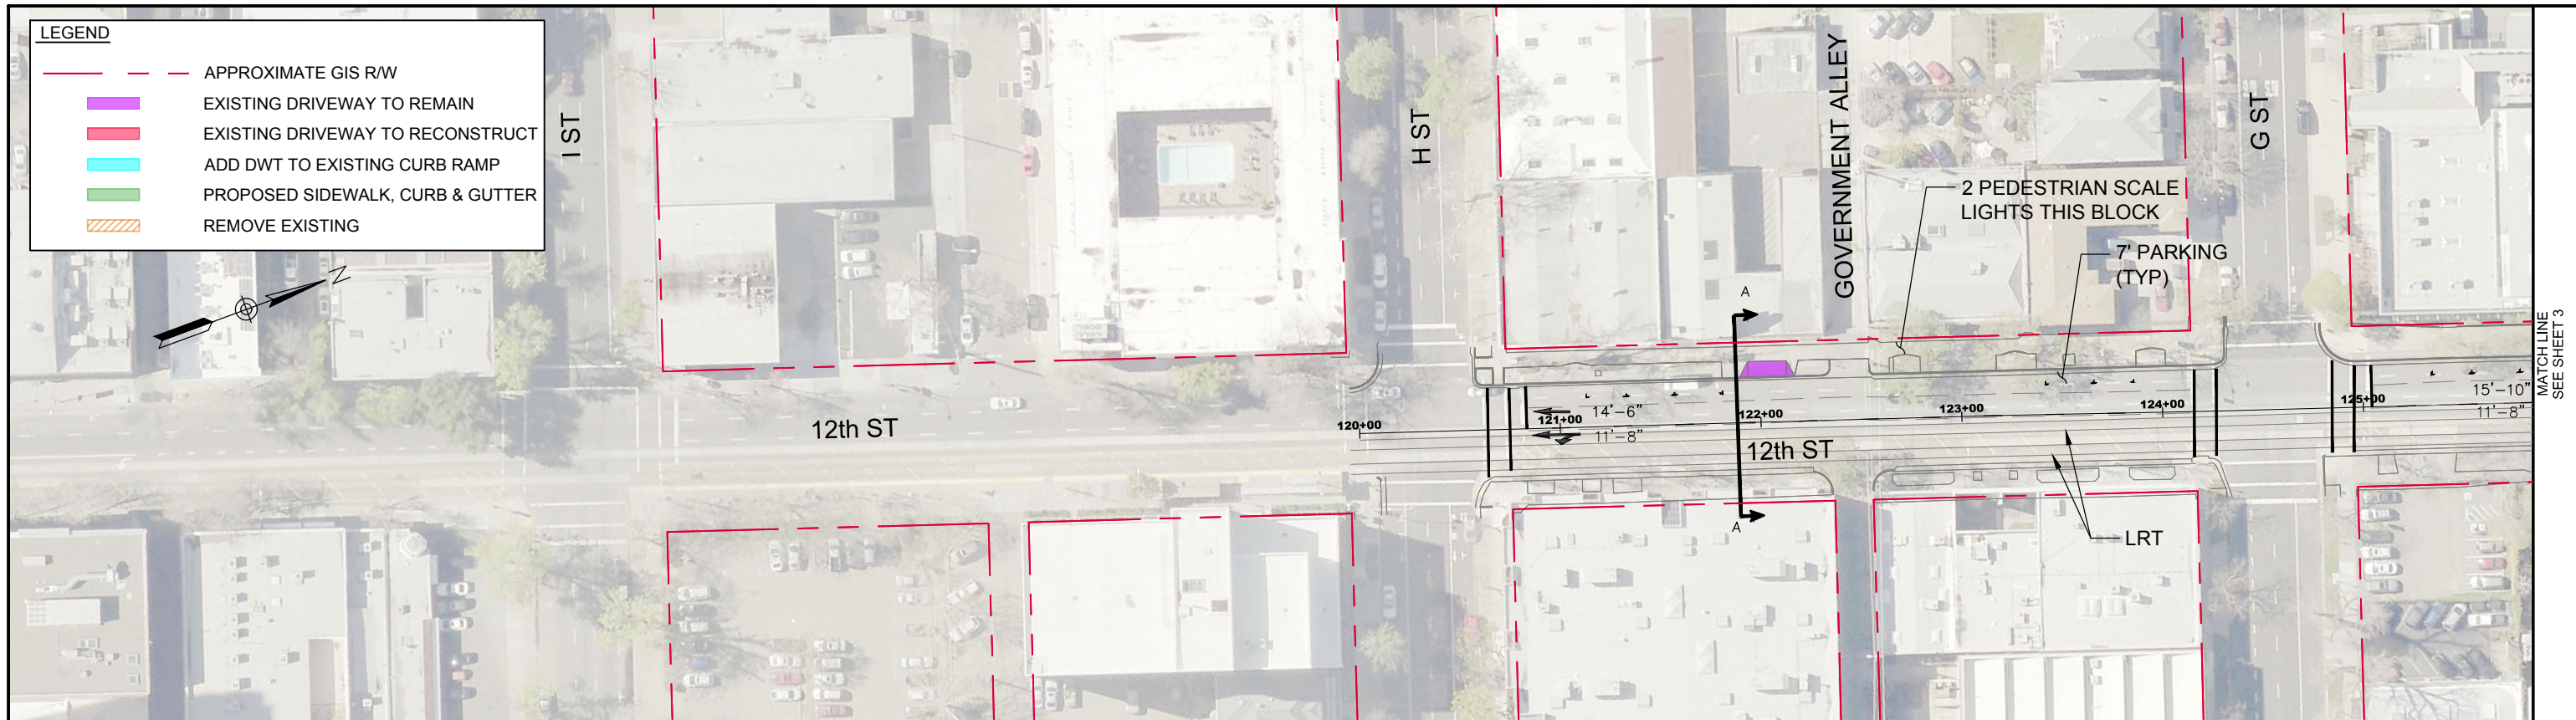 LEGEND
APPROXIMATE GIS R/W
EXISTING DRIVEWAY TO REMAIN
EXISTING DRIVEWAY TO RECONSTRUCT
ADD DWT TO EXISTING CURB RAMP
PROPOSED SIDEWALK, CURB & GUTTER
REMOVE EXISTING
N
I ST
H ST
GOVERNMENT ALLEY
G ST
2 PEDESTRIAN SCALE
LIGHTS THIS BLOCK
7' PARKING
(TYP)
A
MATCH LINE
SEE SHEET 3
15'-10"
11'-8"
14'-6"
11'-8"
120+00
121+00
122+00
123+00
124+00
125+00
12th ST
12th ST
A
LRT